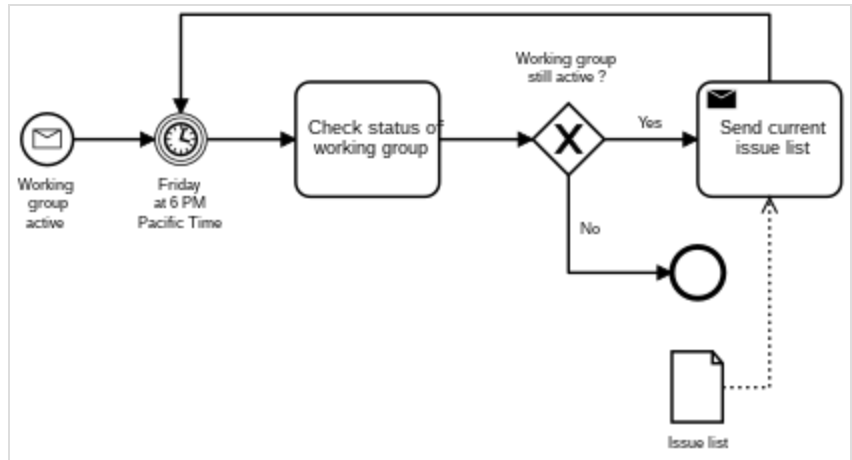 Working group
still active ?
Check status of
working group
X
Yes
Send current
issue list
Working
group
active
Friday
at 6 PM
Pacific Time
No
Issue list